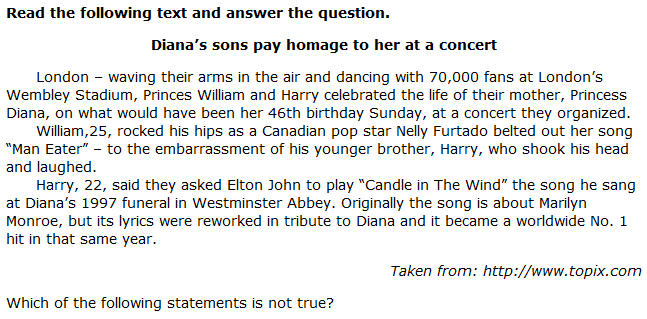 Read the following text and answer the question.
Diana's sons pay homage to her at a concert
London – waving their arms in the air and dancing with 70,000 fans at London's
Wembley Stadium, Princes William and Harry celebrated the life of their mother, Princess
Diana, on what would have been her 46th birthday Sunday, at a concert they organized.
William,25, rocked his hips as a Canadian pop star Nelly Furtado belted out her song
“Man Eater” – to the embarrassment of his younger brother, Harry, who shook his head
and laughed.
Harry, 22, said they asked Elton John to play “Candle in The Wind” the song he sang
at Diana's 1997 funeral in Westminster Abbey. Originally the song is about Marilyn
Monroe, but its lyrics were reworked in tribute to Diana and it became a worldwide No. 1
hit in that same year.
Taken from: http://www.topix.com
Which of the following statements is not true?